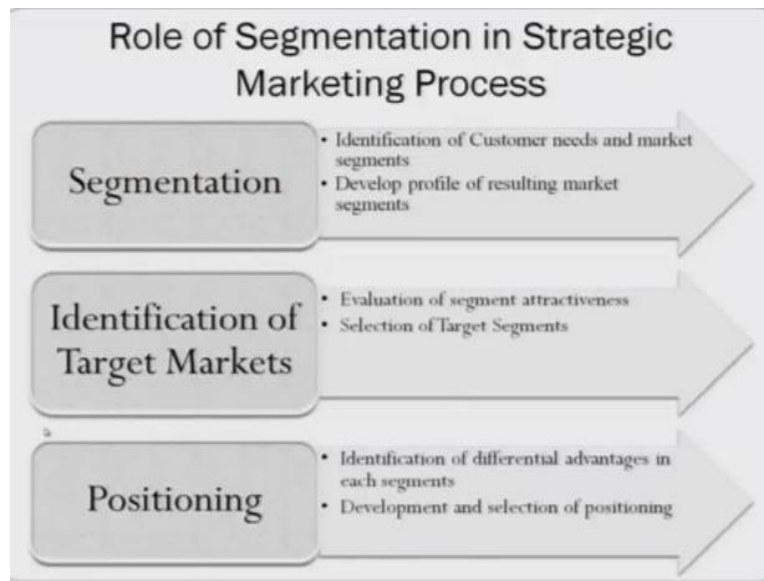 Role of Segmentation in Strategic
Marketing Process
Segmentation
• Identification of Customer needs and market
segments
• Develop profile of resulting market
segments
Identification of
Target Markets
• Evaluation of segment attractiveness
• Selection of Target Segments
Positioning
• Identification of differential advantages in
each segments
• Development and selection of positioning